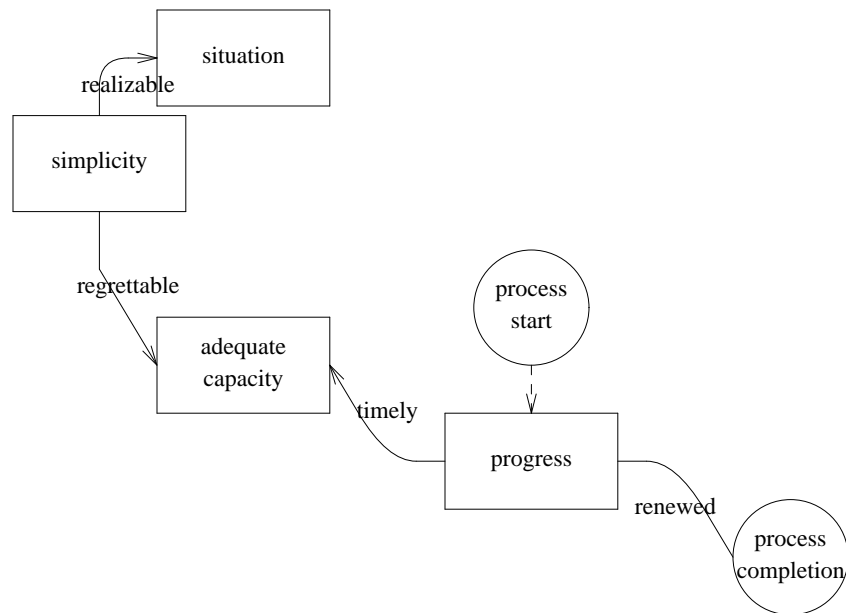 situation
realizable
simplicity
regrettable
process
start
adequate
capacity
timely
progress
renewed
process
completion